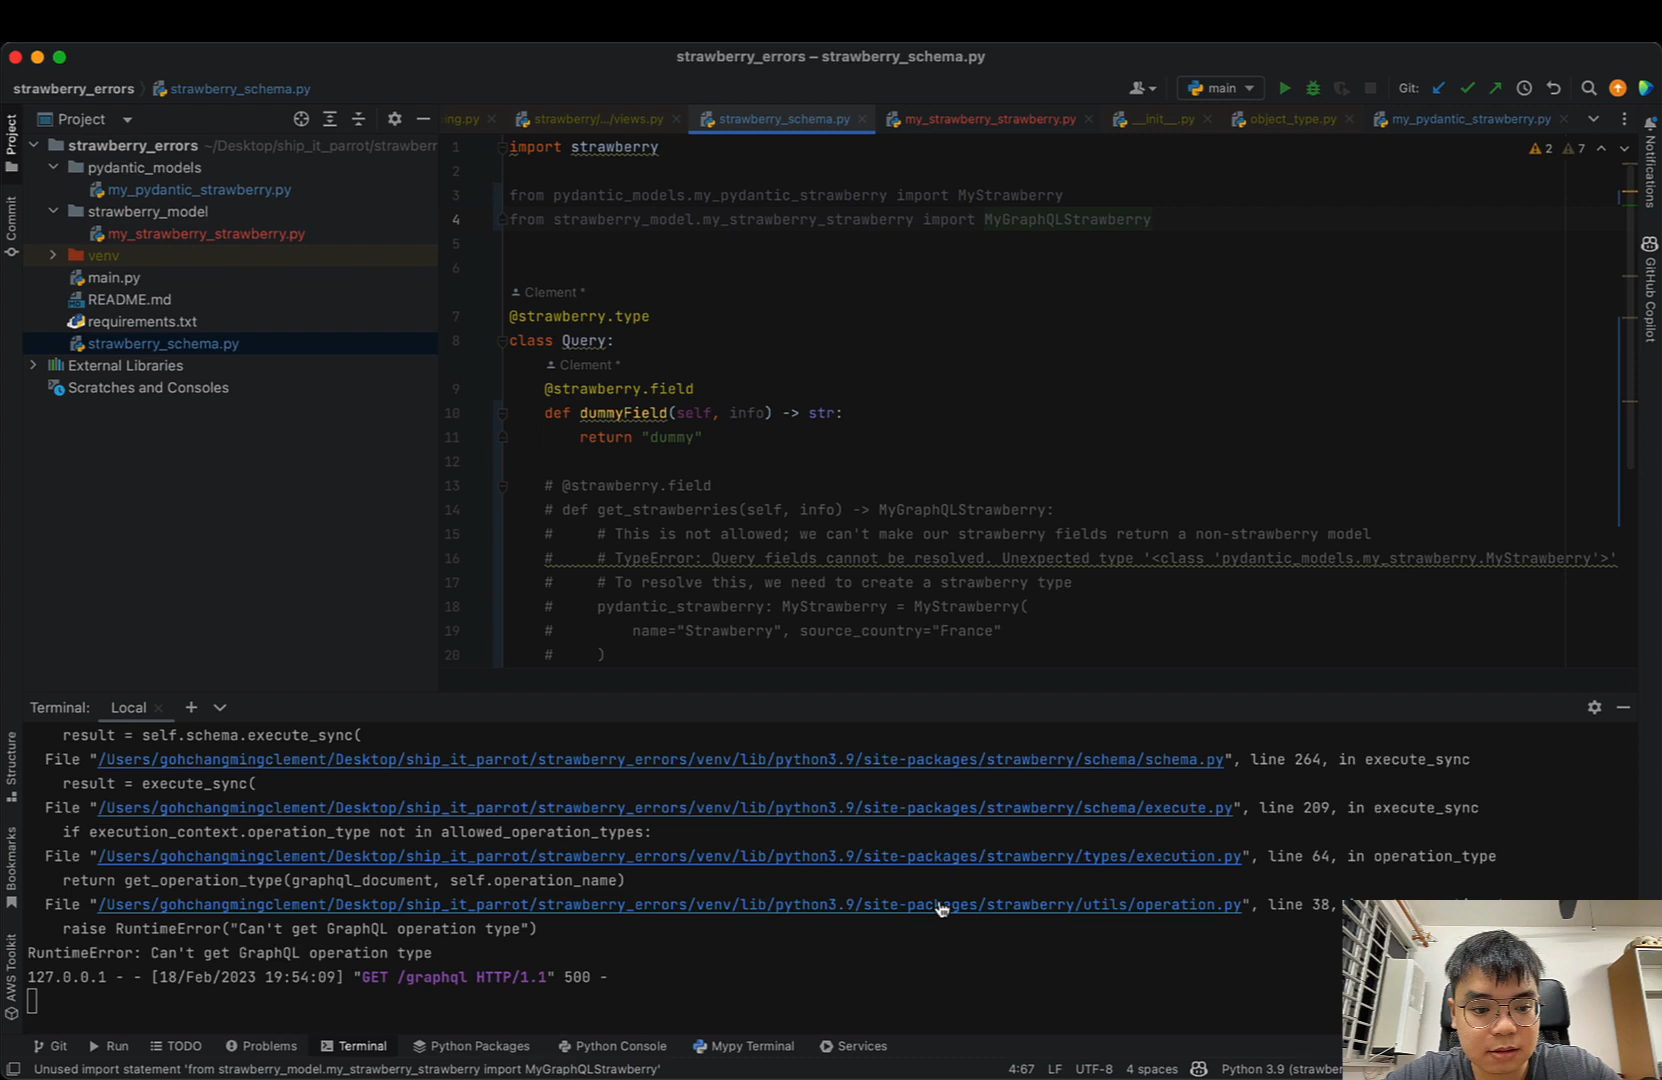 strawberry_errors – strawberry_schema.py
strawberry_errors
strawberry_schema.py
main
Git:
Project
ing.py
strawberry/.../views.py
strawberry_schema.py
my_strawberry_strawberry.py
__init__.py
object_type.py
my_pydantic_strawberry.py
Project
Commit
Structure
Bookmarks
AWS Toolkit
Notifications
GitHub Copilot
strawberry_errors ~/Desktop/ship_it_parrot/strawberr
pydantic_models
my_pydantic_strawberry.py
strawberry_model
my_strawberry_strawberry.py
venv
main.py
README.md
requirements.txt
strawberry_schema.py
External Libraries
Scratches and Consoles
2 7
1 import strawberry
2
3 from pydantic_models.my_pydantic_strawberry import MyStrawberry
4 from strawberry_model.my_strawberry_strawberry import MyGraphQLStrawberry
5
6
Clement *
7 @strawberry.type
8 class Query:
Clement *
9 @strawberry.field
10 def dummyField(self, info) -> str:
11 return "dummy"
12
13 # @strawberry.field
14 # def get_strawberries(self, info) -> MyGraphQLStrawberry:
15 # # This is not allowed; we can't make our strawberry fields return a non-strawberry model
16 # # TypeError: Query fields cannot be resolved. Unexpected type '<class 'pydantic_models.my_strawberry.MyStrawberry'>'
17 # # To resolve this, we need to create a strawberry type
18 # pydantic_strawberry: MyStrawberry = MyStrawberry(
19 # name="Strawberry", source_country="France"
20 # )
Terminal: Local
result = self.schema.execute_sync(
File "/Users/gohchangmingclement/Desktop/ship_it_parrot/strawberry_errors/venv/lib/python3.9/site-packages/strawberry/schema/schema.py", line 264, in execute_sync
result = execute_sync(
File "/Users/gohchangmingclement/Desktop/ship_it_parrot/strawberry_errors/venv/lib/python3.9/site-packages/strawberry/schema/execute.py", line 209, in execute_sync
if execution_context.operation_type not in allowed_operation_types:
File "/Users/gohchangmingclement/Desktop/ship_it_parrot/strawberry_errors/venv/lib/python3.9/site-packages/strawberry/types/execution.py", line 64, in operation_type
return get_operation_type(graphql_document, self.operation_name)
File "/Users/gohchangmingclement/Desktop/ship_it_parrot/strawberry_errors/venv/lib/python3.9/site-packages/strawberry/utils/operation.py", line 38,
raise RuntimeError("Can't get GraphQL operation type")
RuntimeError: Can't get GraphQL operation type
127.0.0.1 - - [18/Feb/2023 19:54:09] "GET /graphql HTTP/1.1" 500 -
Git Run TODO Problems Terminal Python Packages Python Console Mypy Terminal Services
Unused import statement 'from strawberry_model.my_strawberry_strawberry import MyGraphQLStrawberry'
4:67 LF UTF-8 4 spaces Python 3.9 (strawber